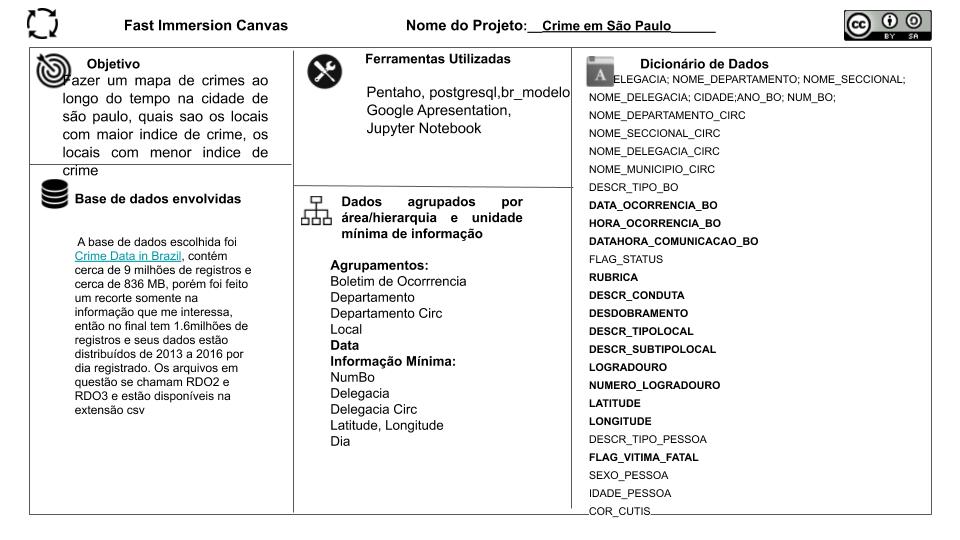 Fast Immersion Canvas
Nome do Projeto:__Crime em São Paulo______
BY SA
Objetivo
Fazer um mapa de crimes ao
longo do tempo na cidade de
são paulo, quais sao os locais
com maior indice de crime, os
locais com menor indice de
crime
Base de dados envolvidas
A base de dados escolhida foi
Crime Data in Brazil, contém
cerca de 9 milhões de registros e
cerca de 836 MB, porém foi feito
um recorte somente na
informação que me interessa,
então no final tem 1.6milhões de
registros e seus dados estão
distribuídos de 2013 a 2016 por
dia registrado. Os arquivos em
questão se chamam RDO2 e
RDO3 e estão disponíveis na
extensão csv
Ferramentas Utilizadas
Pentaho, postgresql,br_modelo
Google Apresentation,
Jupyter Notebook
Dados agrupados por
área/hierarquia e unidade
mínima de informação
Agrupamentos:
Boletim de Ocorrrencia
Departamento
Departamento Circ
Local
Data
Informação Mínima:
NumBo
Delegacia
Delegacia Circ
Latitude, Longitude
Dia
Dicionário de Dados
ELEGACIA; NOME_DEPARTAMENTO; NOME_SECCIONAL;
NOME_DELEGACIA; CIDADE;ANO_BO; NUM_BO;
NOME_DEPARTAMENTO_CIRC
NOME_SECCIONAL_CIRC
NOME_DELEGACIA_CIRC
NOME_MUNICIPIO_CIRC
DESCR_TIPO_BO
DATA_OCORRENCIA_BO
HORA_OCORRENCIA_BO
DATAHORA_COMUNICACAO_BO
FLAG_STATUS
RUBRICA
DESCR_CONDUTA
DESDOBRAMENTO
DESCR_TIPOLOCAL
DESCR_SUBTIPOLOCAL
LOGRADOURO
NUMERO_LOGRADOURO
LATITUDE
LONGITUDE
DESCR_TIPO_PESSOA
FLAG_VITIMA_FATAL
SEXO_PESSOA
IDADE_PESSOA
COR_CUTIS